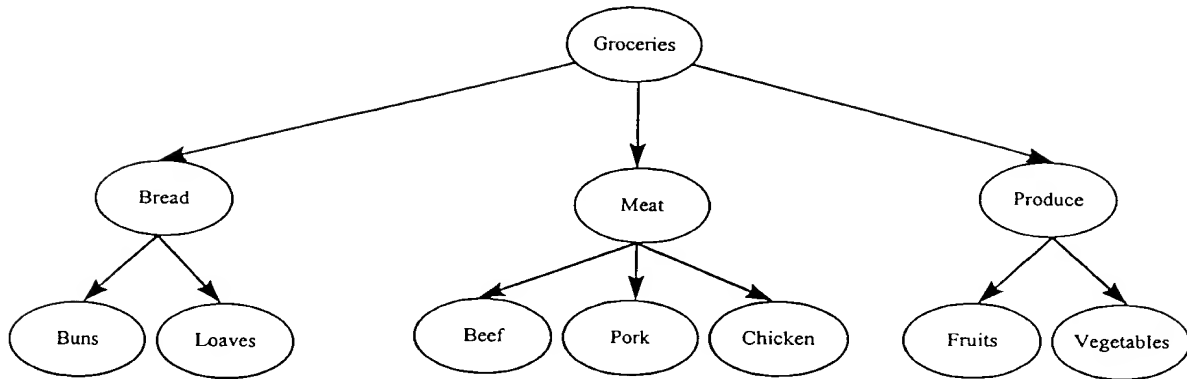 Groceries
Bread
Meat
Produce
Buns
Loaves
Beef
Pork
Chicken
Fruits
Vegetables